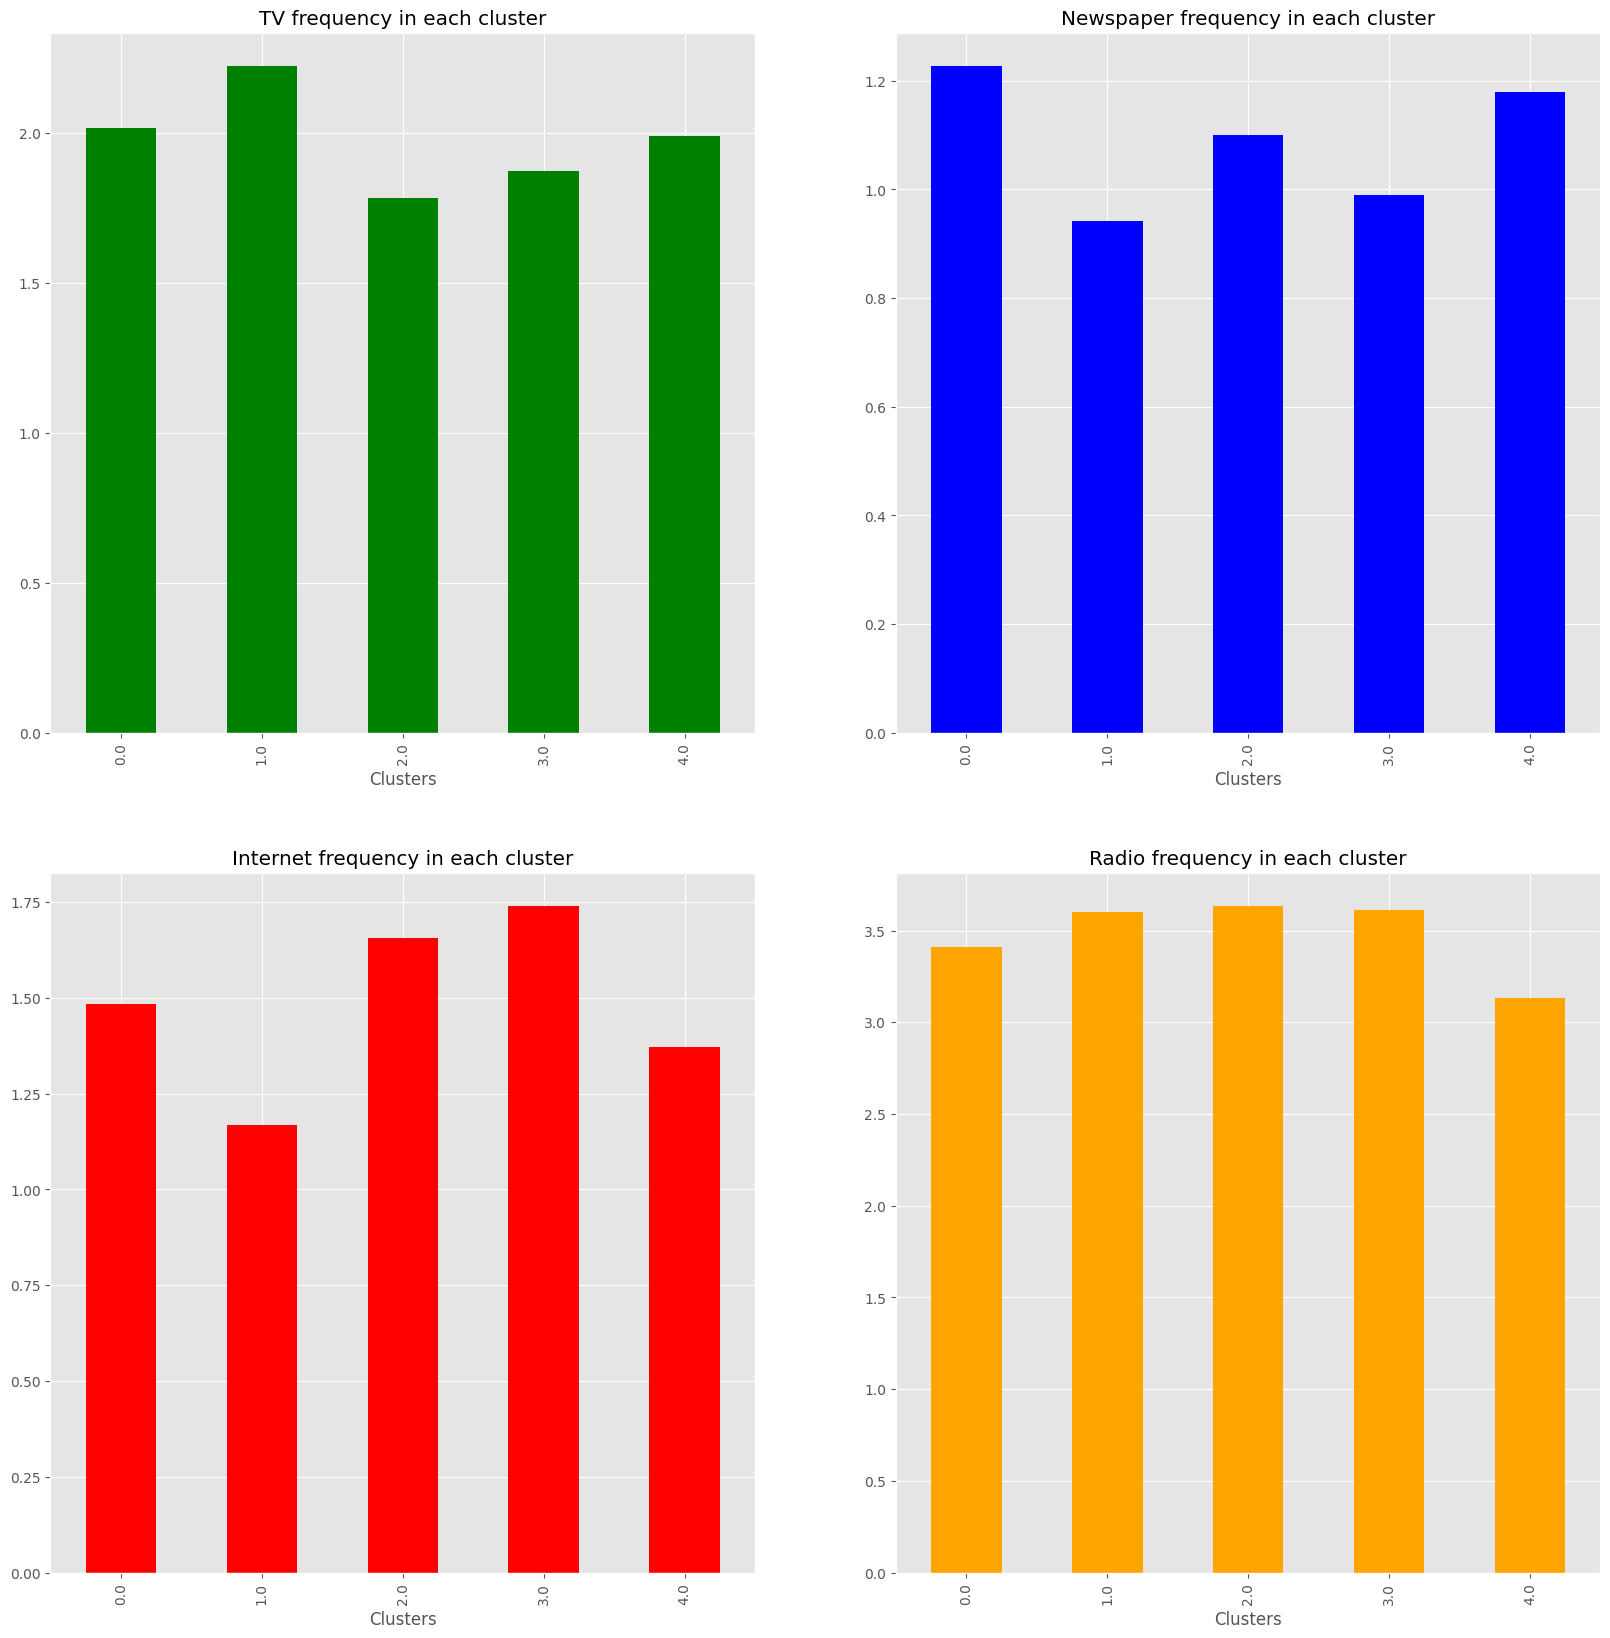 TV frequency in each cluster
2.0
1.5
1.0
0.5
0.0
0.0 1.0 2.0 3.0 4.0
Clusters
Newspaper frequency in each cluster
1.2
1.0
0.8
0.6
0.4
0.2
0.0
0.0 1.0 2.0 3.0 4.0
Clusters
Internet frequency in each cluster
1.75
1.50
1.25
1.00
0.75
0.50
0.25
0.00
0.0 1.0 2.0 3.0 4.0
Clusters
Radio frequency in each cluster
3.5
3.0
2.5
2.0
1.5
1.0
0.5
0.0
0.0 1.0 2.0 3.0 4.0
Clusters